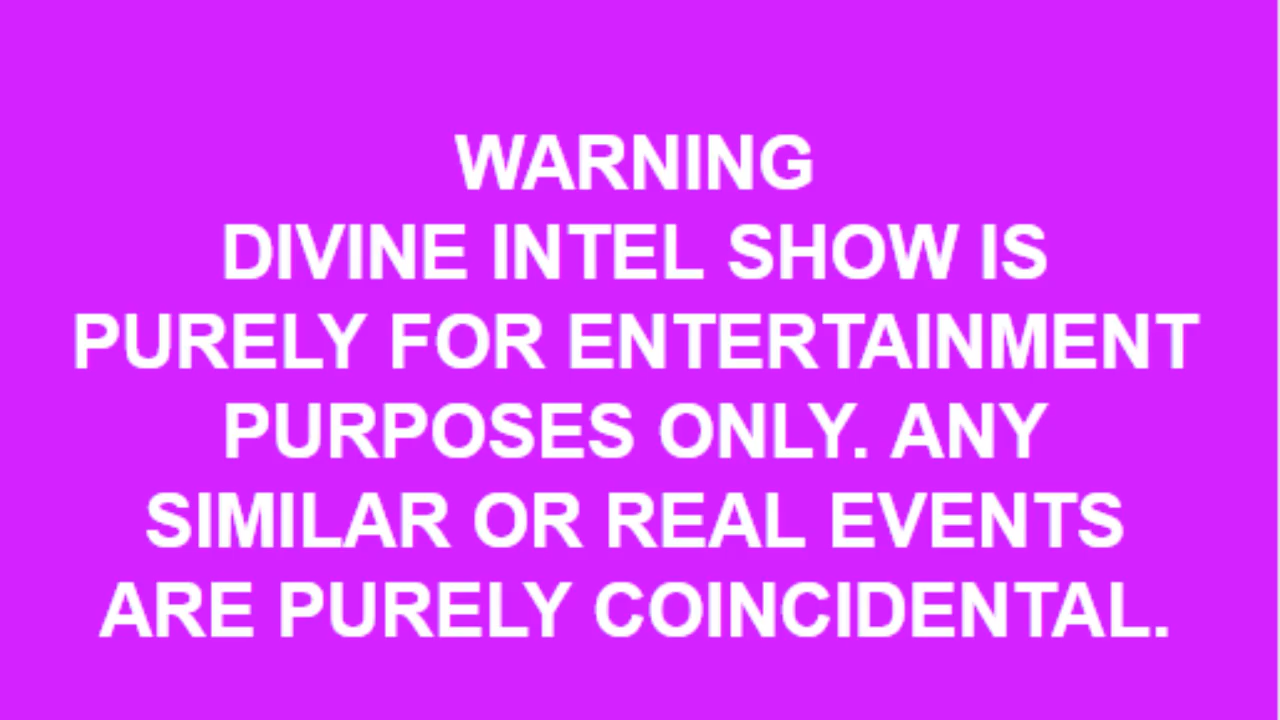 WARNING
DIVINE INTEL SHOW IS
PURELY FOR ENTERTAINMENT
PURPOSES ONLY. ANY
SIMILAR OR REAL EVENTS
ARE PURELY COINCIDENTAL.